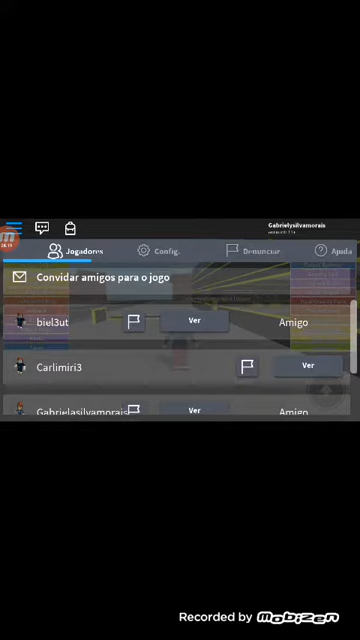 Gabrielysilvamorais
Jogadores
Config.
Denunciar
Ajuda
Convidar amigos para o jogo
biel3ut
Ver
Amigo
Carlimiri3
Ver
Gabrielasilvamorais
Ver
Amigo
Recorded by mobizen